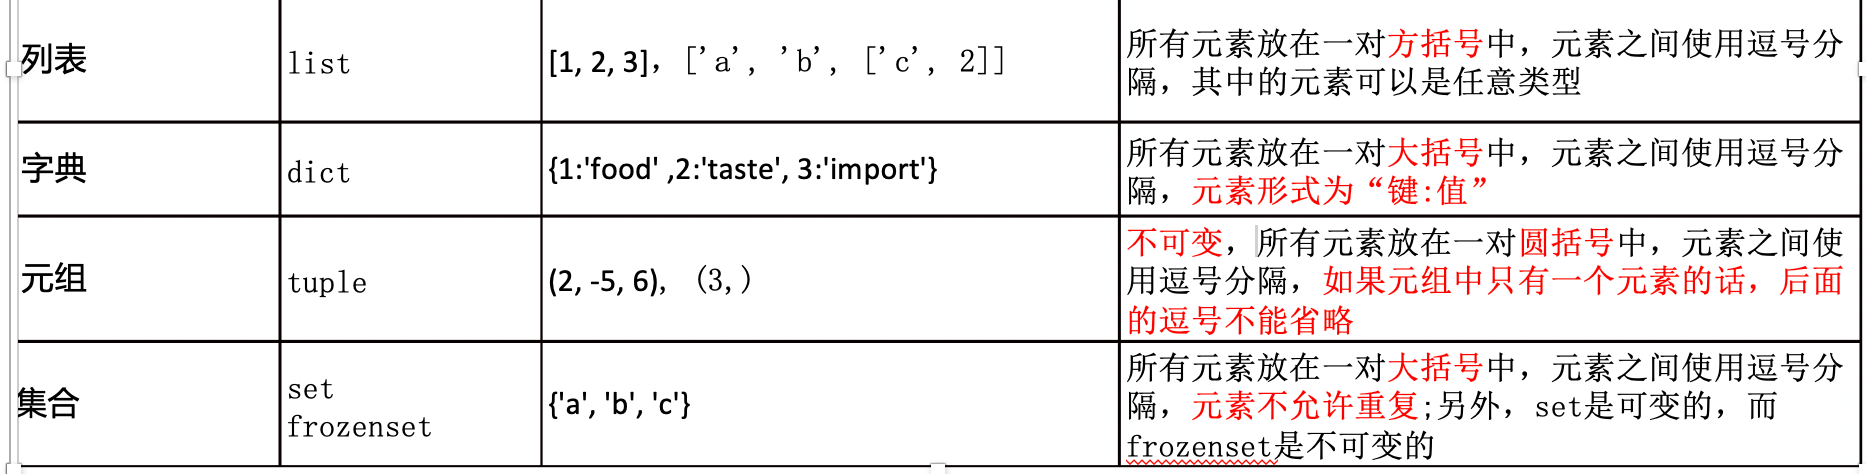 列表
list
[1, 2, 3]，['a', 'b', ['c', 2]]
所有元素放在一对方括号中，元素之间使用逗号分
隔，其中的元素可以是任意类型
字典
dict
{1:'food' ,2:'taste', 3:'import'}
所有元素放在一对大括号中，元素之间使用逗号分
隔，元素形式为“键:值”
元组
tuple
(2, -5, 6)，(3,)
不可变，所有元素放在一对圆括号中，元素之间使
用逗号分隔，如果元组中只有一个元素的话，后面
的逗号不能省略
集合
set
frozenset
{'a', 'b', 'c'}
所有元素放在一对大括号中，元素之间使用逗号分
隔，元素不允许重复;另外，set是可变的，而
frozenset是不可变的